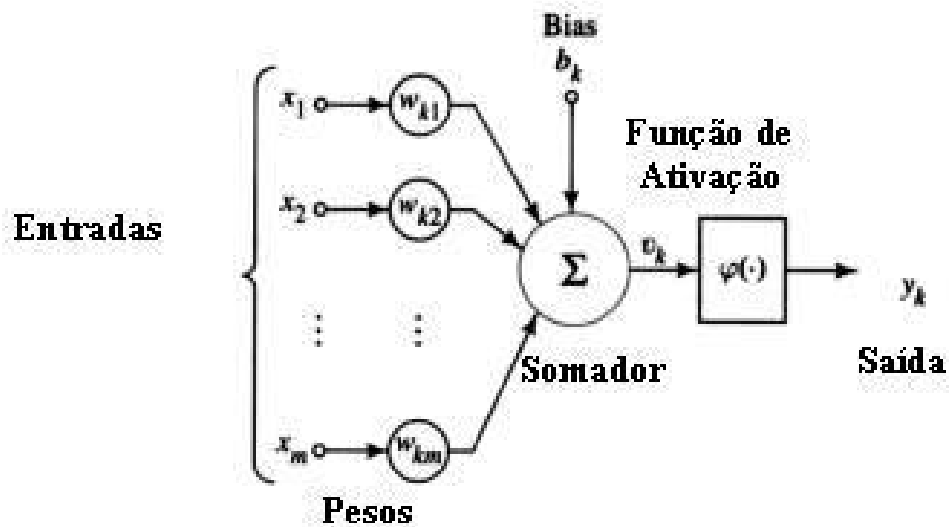 Bias
b_k
x_1 w_k1
Função de
Ativação
x_2 w_k2
Entradas
Σ v_k φ(·) y_k
⋮ ⋮
Somador Saída
x_m w_km
Pesos